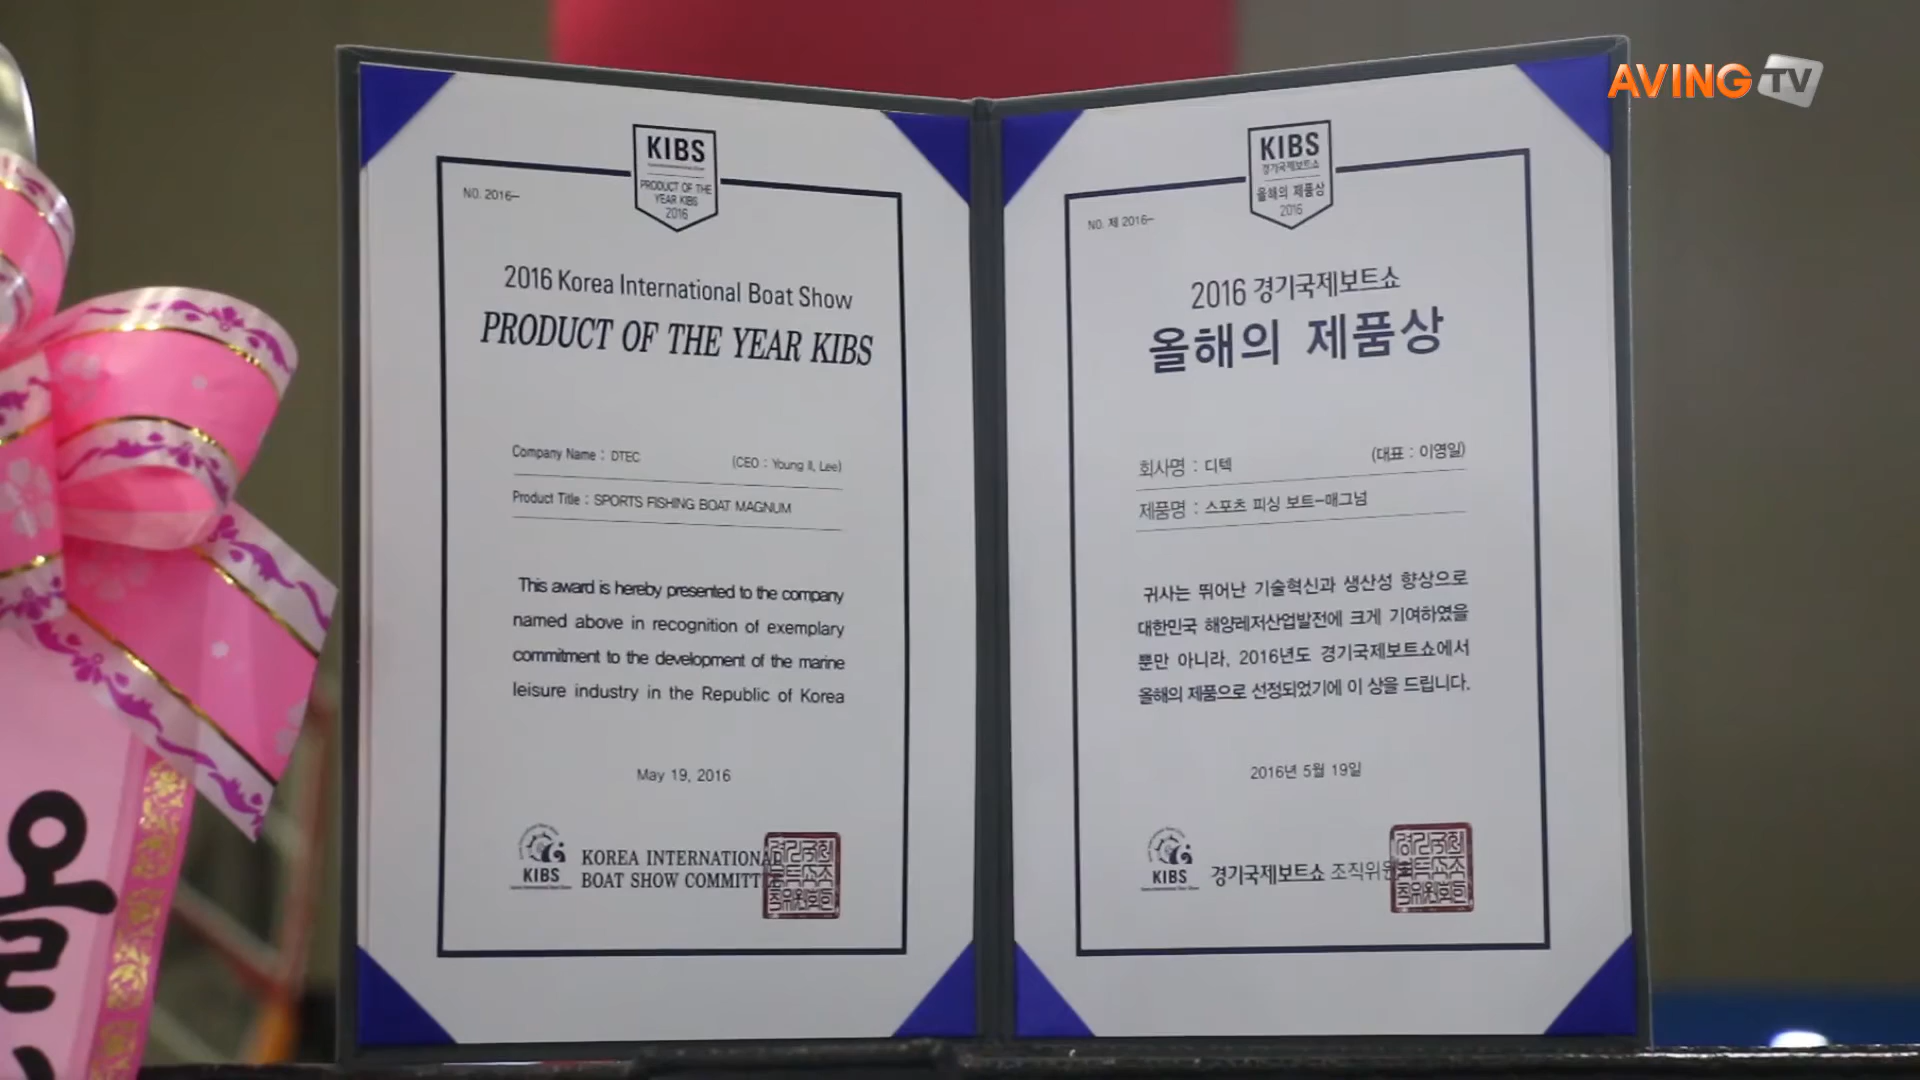 AVING TV
KIBS
PRODUCT OF THE
YEAR KIBS
2016
NO. 2016-
2016 Korea International Boat Show
PRODUCT OF THE YEAR KIBS
Company Name : DTEC (CEO : Young Il, Lee)
Product Title : SPORTS FISHING BOAT MAGNUM
This award is hereby presented to the company
named above in recognition of exemplary
commitment to the development of the marine
leisure industry in the Republic of Korea
May 19, 2016
KIBS
KOREA INTERNATIONAL
BOAT SHOW COMMITTEE
KIBS
경기국제보트쇼
올해의 제품상
2016
NO. 제 2016-
2016 경기국제보트쇼
올해의 제품상
회사명 : 디텍 (대표 : 이영일)
제품명 : 스포츠 피싱 보트-매그넘
귀사는 뛰어난 기술혁신과 생산성 향상으로
대한민국 해양레저산업발전에 크게 기여하였을
뿐만 아니라, 2016년도 경기국제보트쇼에서
올해의 제품으로 선정되었기에 이 상을 드립니다.
2016년 5월 19일
KIBS
경기국제보트쇼 조직위원회
올